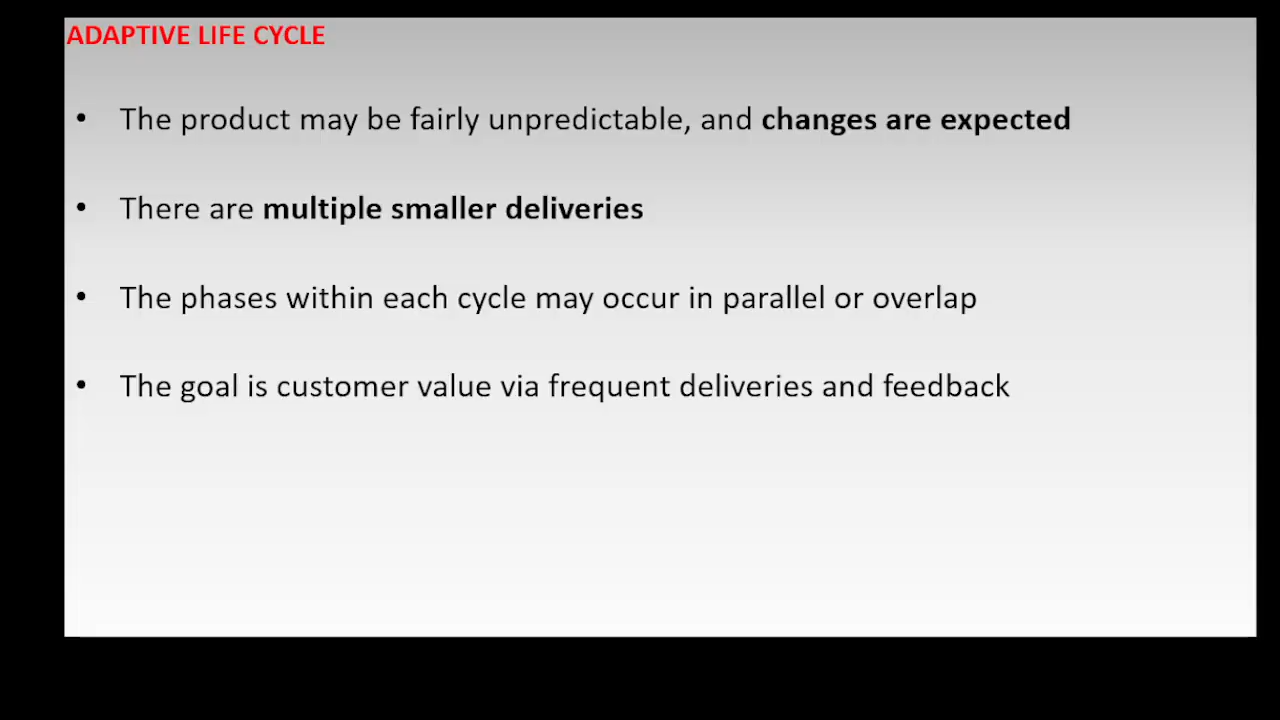 ADAPTIVE LIFE CYCLE
• The product may be fairly unpredictable, and changes are expected
• There are multiple smaller deliveries
• The phases within each cycle may occur in parallel or overlap
• The goal is customer value via frequent deliveries and feedback